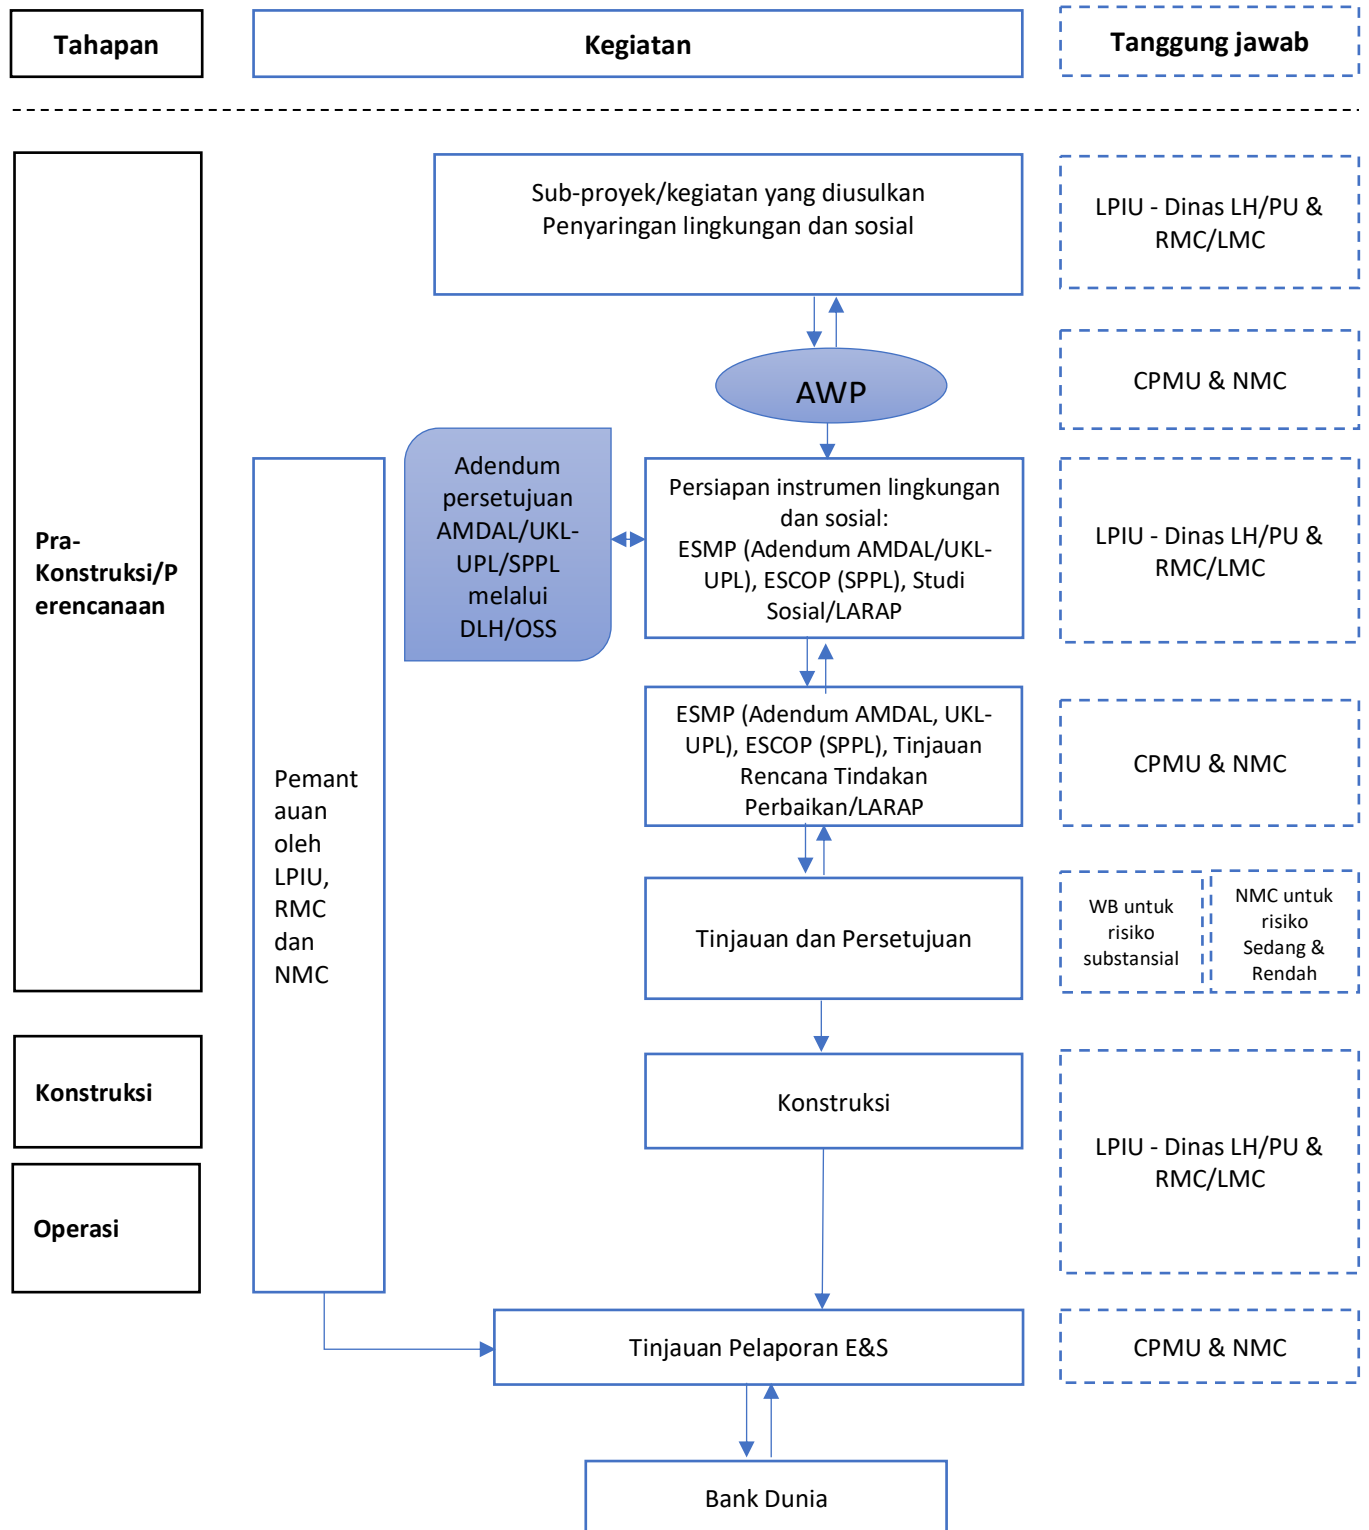 Tahapan
Kegiatan
Tanggung jawab
Sub-proyek/kegiatan yang diusulkan
Penyaringan lingkungan dan sosial
LPIU - Dinas LH/PU &
RMC/LMC
AWP
CPMU & NMC
Pra-
Konstruksi/P
erencanaan
Pemant
auan
oleh
LPIU,
RMC
dan
NMC
Adendum
persetujuan
AMDAL/UKL-
UPL/SPPL
melalui
DLH/OSS
Persiapan instrumen lingkungan
dan sosial:
ESMP (Adendum AMDAL/UKL-
UPL), ESCOP (SPPL), Studi
Sosial/LARAP
LPIU - Dinas LH/PU &
RMC/LMC
ESMP (Adendum AMDAL, UKL-
UPL), ESCOP (SPPL), Tinjauan
Rencana Tindakan
Perbaikan/LARAP
CPMU & NMC
Tinjauan dan Persetujuan
WB untuk
risiko
substansial
NMC untuk
risiko
Sedang &
Rendah
Konstruksi
Konstruksi
LPIU - Dinas LH/PU &
RMC/LMC
Operasi
Tinjauan Pelaporan E&S
CPMU & NMC
Bank Dunia